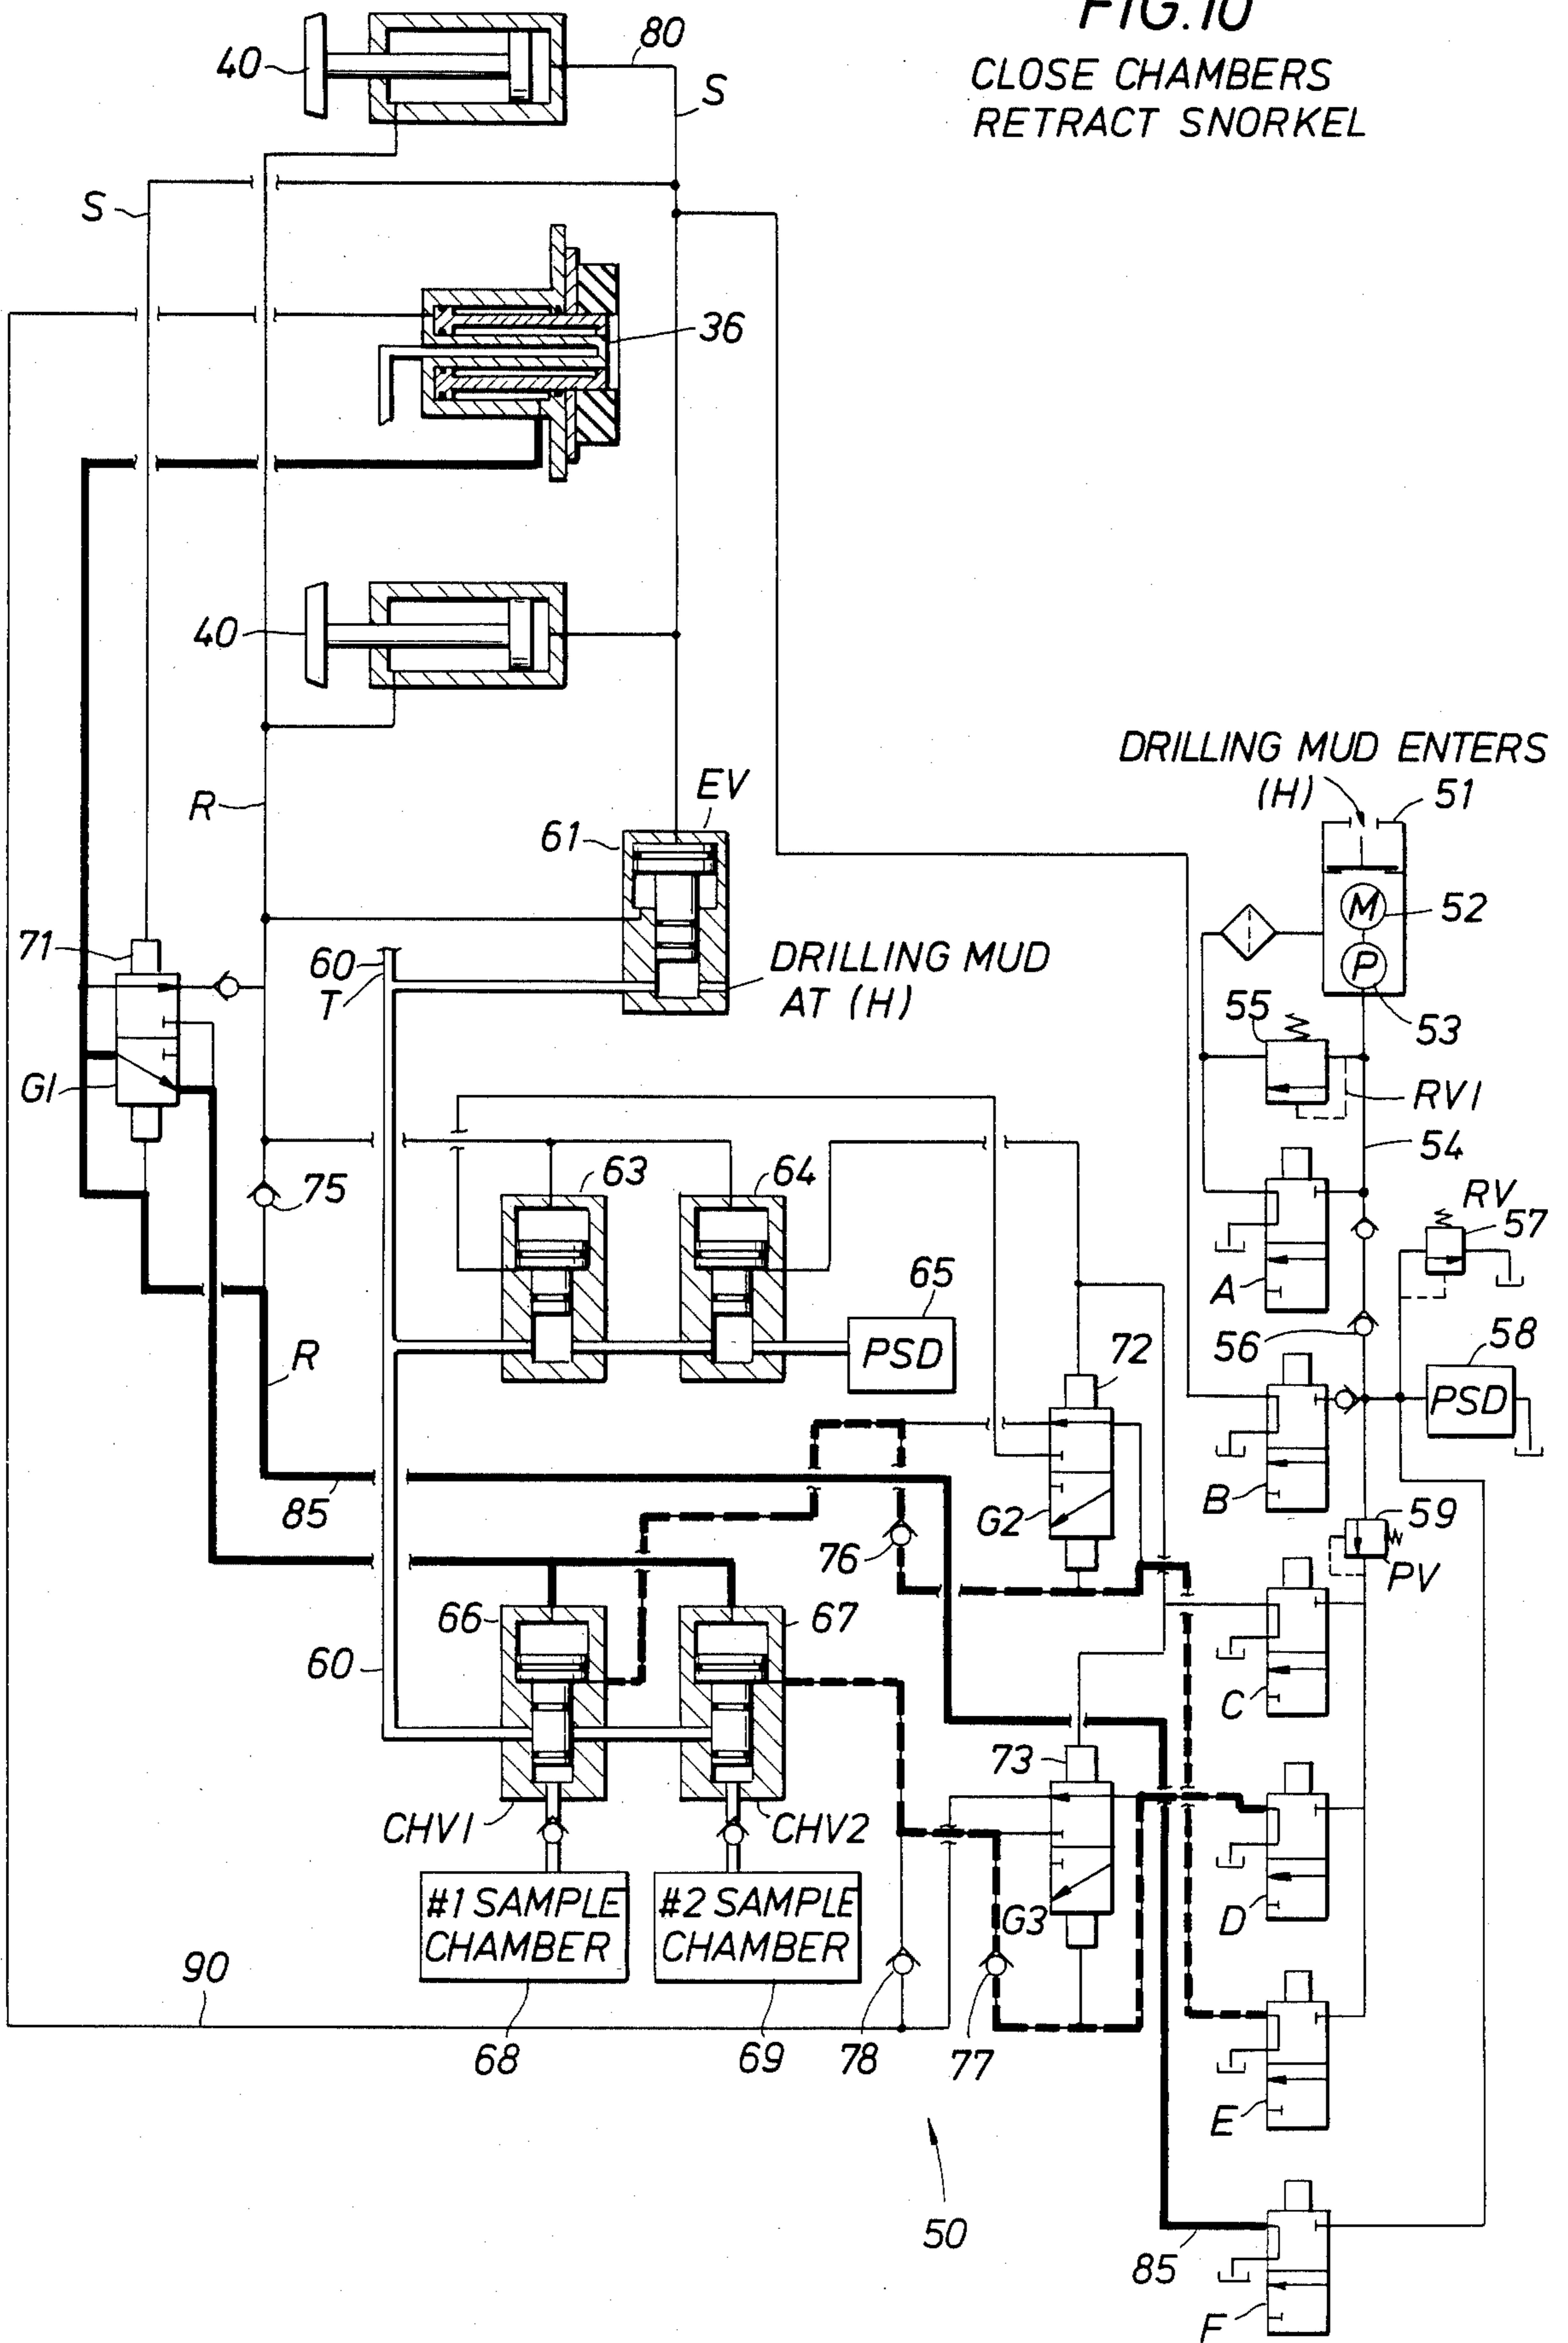 FIG.10
CLOSE CHAMBERS
RETRACT SNORKEL
40
80
S
S
36
40
DRILLING MUD ENTERS
(H)
51
R
EV
61
M
52
P
71
60
T
DRILLING MUD
AT (H)
55
53
G1
RV1
54
63
64
75
RV
57
65
A
R
PSD
72
56
58
PSD
B
85
G2
59
76
PV
66
67
60
C
73
CHV1
CHV2
#1 SAMPLE
CHAMBER
#2 SAMPLE
CHAMBER
G3
D
90
68
69
78
77
E
50
85
F